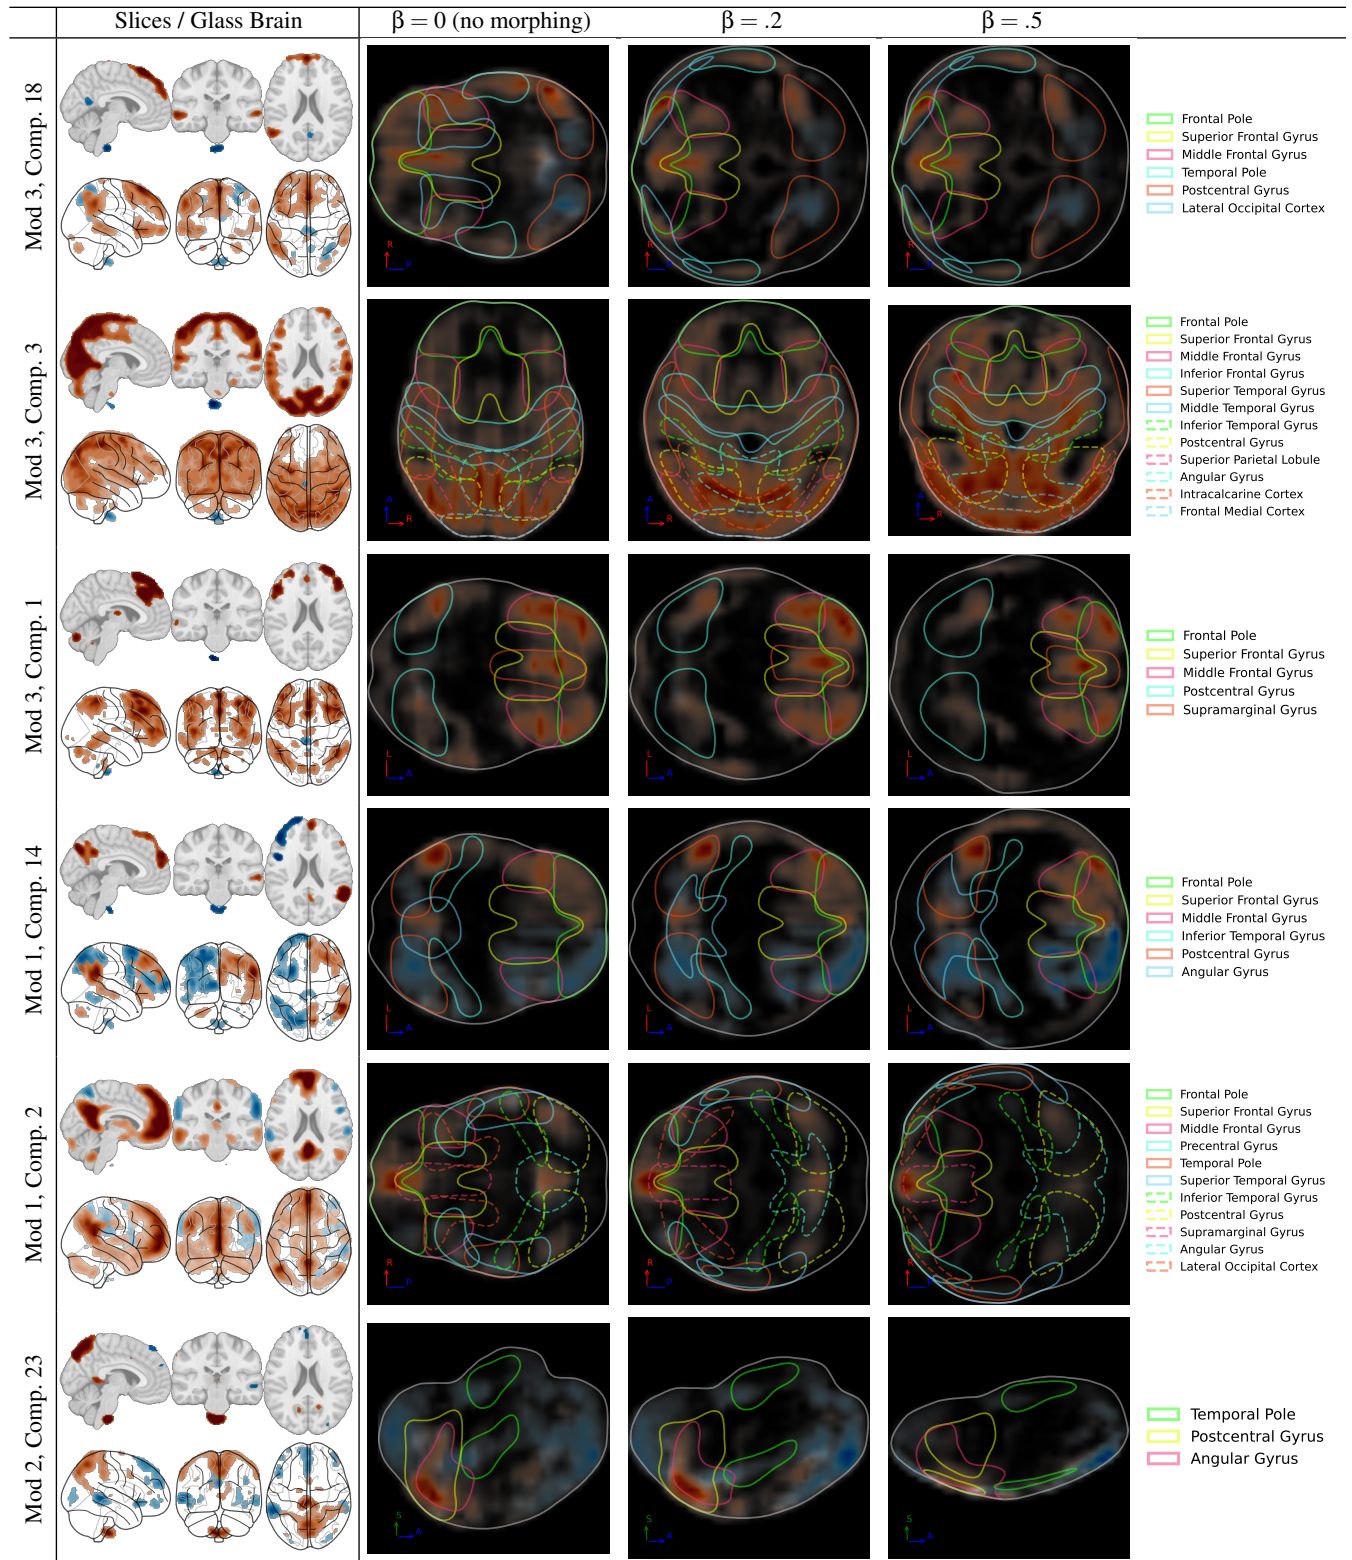 Slices / Glass Brain
β = 0 (no morphing)
β = .2
β = .5
Mod 3, Comp. 18
R
P
R
R
Frontal Pole
Superior Frontal Gyrus
Middle Frontal Gyrus
Temporal Pole
Postcentral Gyrus
Lateral Occipital Cortex
Mod 3, Comp. 3
A
R
A
R
A
R
Frontal Pole
Superior Frontal Gyrus
Middle Frontal Gyrus
Inferior Frontal Gyrus
Superior Temporal Gyrus
Middle Temporal Gyrus
Inferior Temporal Gyrus
Postcentral Gyrus
Superior Parietal Lobule
Angular Gyrus
Intracalcarine Cortex
Frontal Medial Cortex
Mod 3, Comp. 1
L
A
L
A
L
A
Frontal Pole
Superior Frontal Gyrus
Middle Frontal Gyrus
Postcentral Gyrus
Supramarginal Gyrus
Mod 1, Comp. 14
L
A
L
A
L
A
Frontal Pole
Superior Frontal Gyrus
Middle Frontal Gyrus
Inferior Temporal Gyrus
Postcentral Gyrus
Angular Gyrus
Mod 1, Comp. 2
R
P
R
P
R
Frontal Pole
Superior Frontal Gyrus
Middle Frontal Gyrus
Precentral Gyrus
Temporal Pole
Superior Temporal Gyrus
Inferior Temporal Gyrus
Postcentral Gyrus
Supramarginal Gyrus
Angular Gyrus
Lateral Occipital Cortex
Mod 2, Comp. 23
S
A
S
A
S
A
Temporal Pole
Postcentral Gyrus
Angular Gyrus